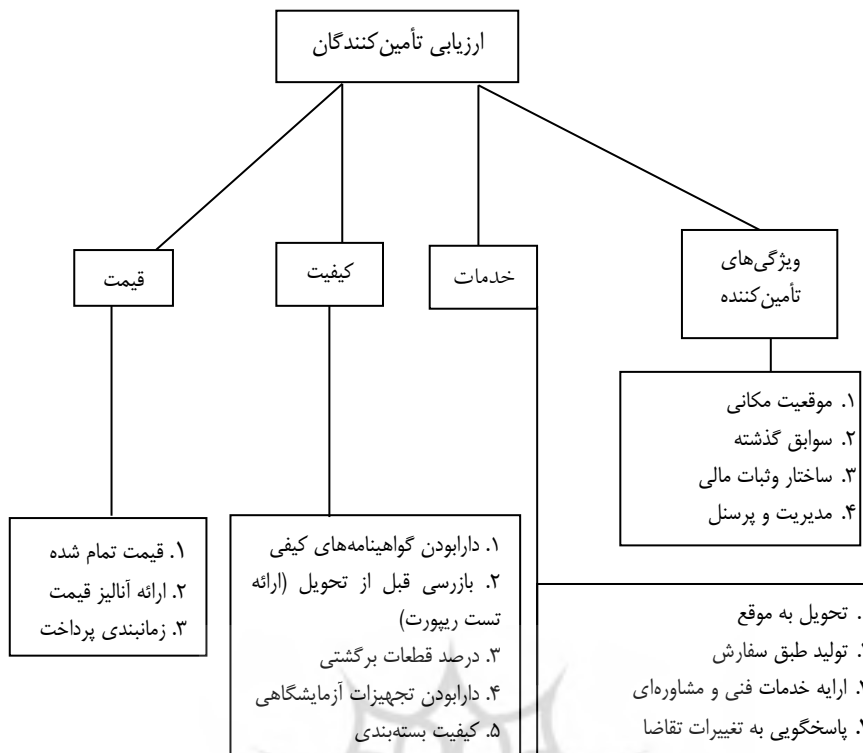 ارزیابی تأمین‌کنندگان
ویژگی‌های
تأمین‌کننده
خدمات
کیفیت
قیمت
۱. موقعیت مکانی
۲. سوابق گذشته
۳. ساختار وثبات مالی
۴. مدیریت و پرسنل
. تحویل به موقع
. تولید طبق سفارش
. ارایه خدمات فنی و مشاوره‌ای
. پاسخگویی به تغییرات تقاضا
۱. دارابودن گواهینامه‌های کیفی
۲. بازرسی قبل از تحویل (ارائه
تست ریپورت)
۳. درصد قطعات برگشتی
۴. دارابودن تجهیزات آزمایشگاهی
۵. کیفیت بسته‌بندی
۱. قیمت تمام شده
۲. ارائه آنالیز قیمت
۳. زمانبندی پرداخت